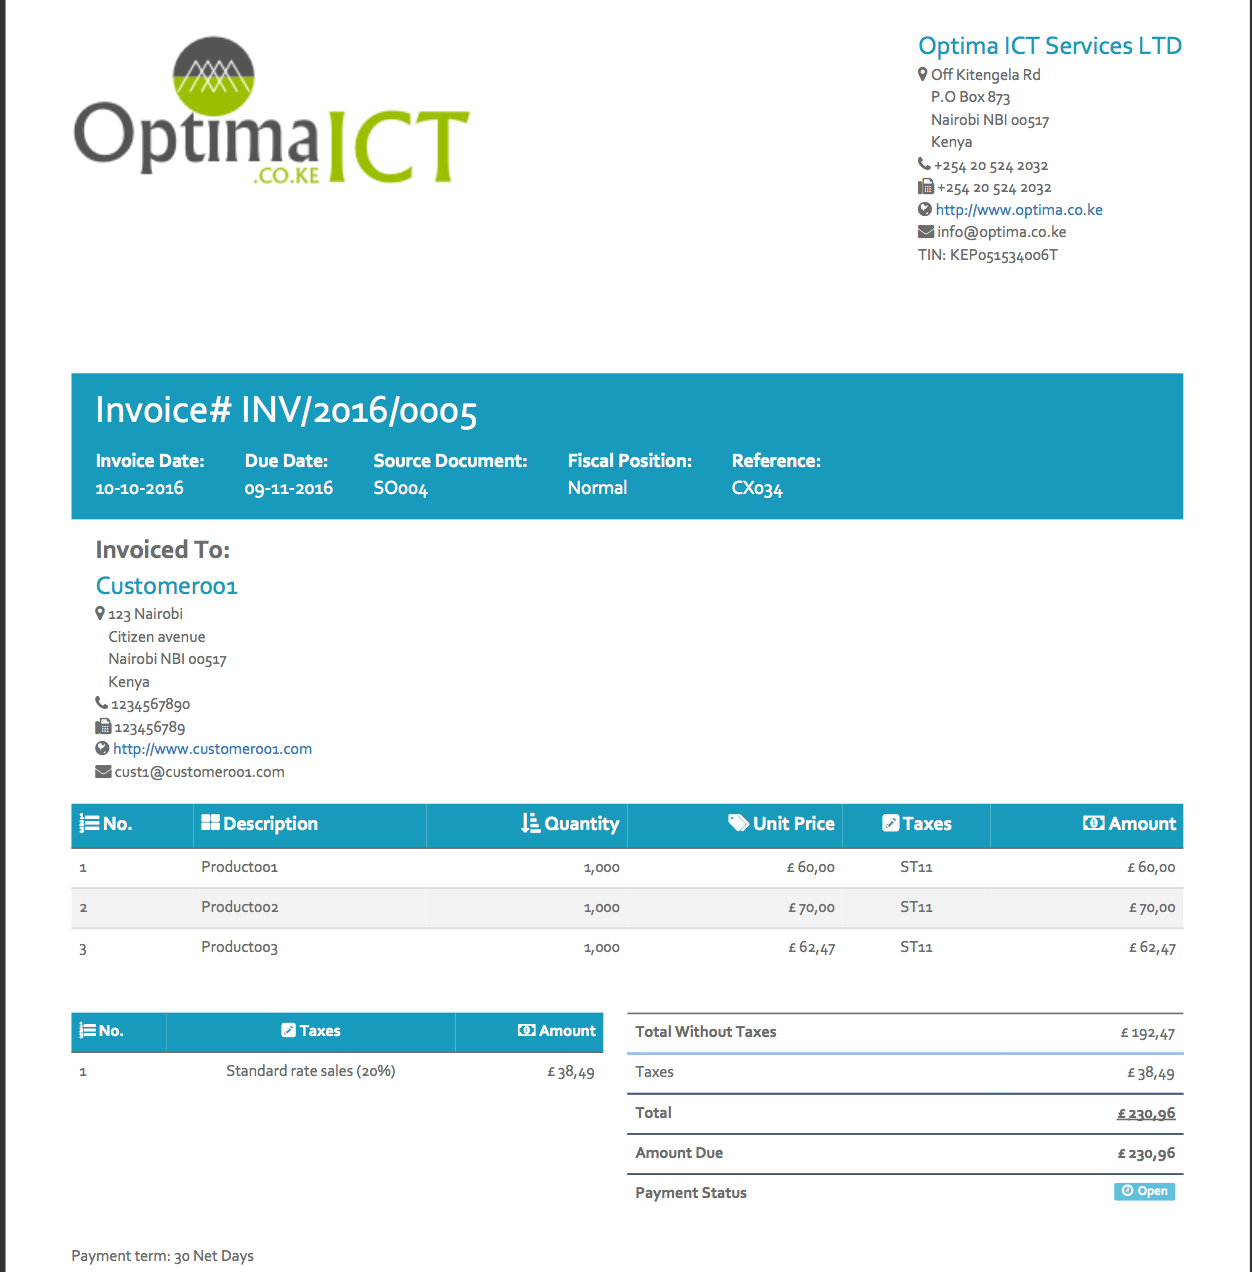 OptimaICT
.CO.KE
Optima ICT Services LTD
Off Kitengela Rd
P.O Box 873
Nairobi NBI 00517
Kenya
+254 20 524 2032
+254 20 524 2032
http://www.optima.co.ke
info@optima.co.ke
TIN: KEP051534006T
Invoice# INV/2016/0005
Invoice Date: Due Date: Source Document: Fiscal Position: Reference:
10-10-2016 09-11-2016 SO004 Normal CX034
Invoiced To:
Customer001
123 Nairobi
Citizen avenue
Nairobi NBI 00517
Kenya
1234567890
123456789
http://www.customer001.com
cust1@customer001.com
No. Description Quantity Unit Price Taxes Amount
1 Product001 1,000 £ 60,00 ST11 £ 60,00
2 Product002 1,000 £ 70,00 ST11 £ 70,00
3 Product003 1,000 £ 62,47 ST11 £ 62,47
No. Taxes Amount
1 Standard rate sales (20%) £ 38,49
Total Without Taxes £ 192,47
Taxes £ 38,49
Total £ 230,96
Amount Due £ 230,96
Payment Status Open
Payment term: 30 Net Days